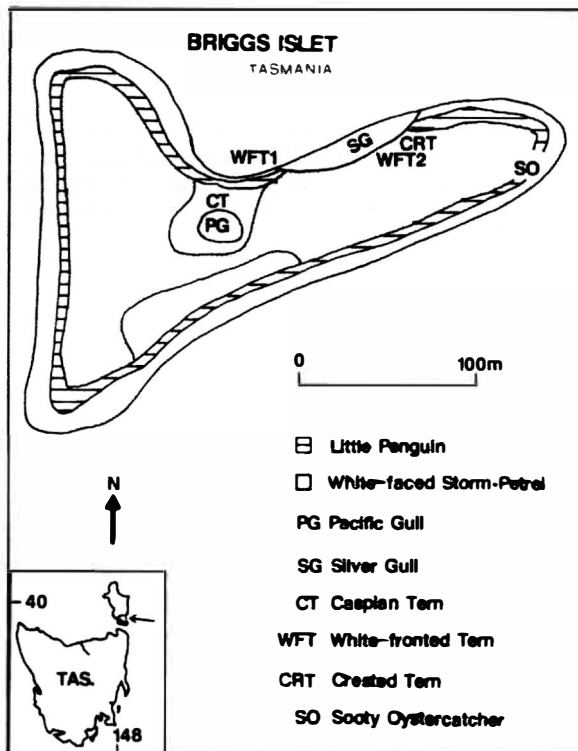 BRIGGS ISLET
TASMANIA
SG
WFT1
CRT
WFT2
SO
CT
PG
0 100m
Little Penguin
White-faced Storm-Petrel
N
PG Pacific Gull
SG Silver Gull
40
CT Caspian Tern
WFT White-fronted Tern
TAS.
CRT Created Tern
SO Sooty Oystercatcher
148